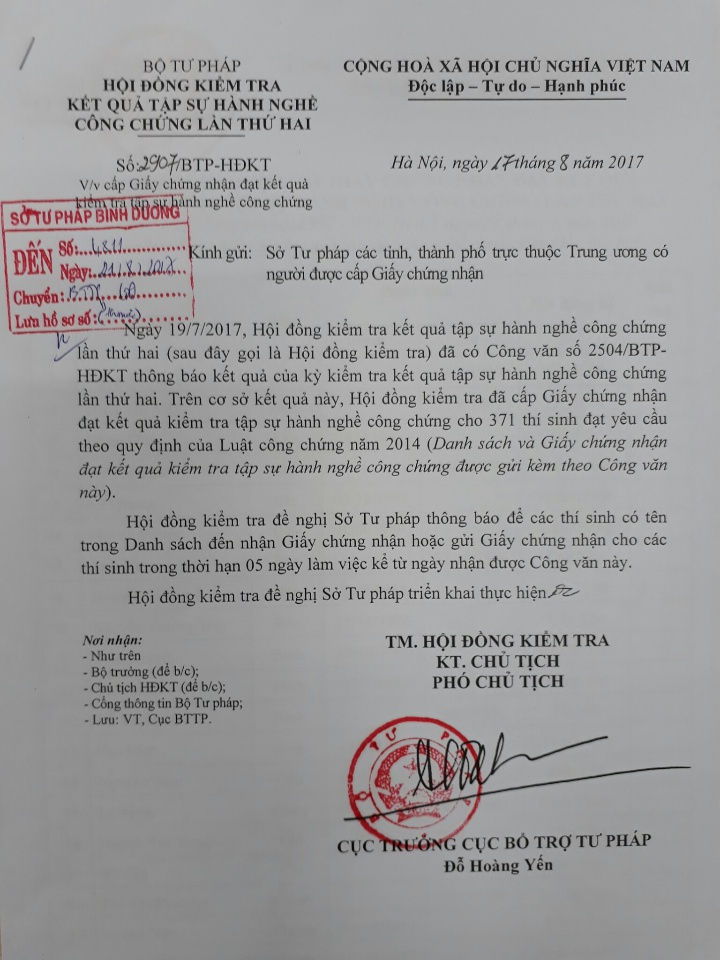 BỘ TƯ PHÁP
HỘI ĐỒNG KIỂM TRA
KẾT QUẢ TẬP SỰ HÀNH NGHỀ
CÔNG CHỨNG LẦN THỨ HAI
CỘNG HOÀ XÃ HỘI CHỦ NGHĨA VIỆT NAM
Độc lập – Tự do – Hạnh phúc
Số: 2907/BTP-HĐKT
V/v cấp Giấy chứng nhận đạt kết quả
kiểm tra tập sự hành nghề công chứng
Hà Nội, ngày 17 tháng 8 năm 2017
SỞ TƯ PHÁP BÌNH DƯƠNG
ĐẾN
Số: 4811
Ngày: 21/8/2017
Chuyển:
Lưu hồ sơ số:
Kính gửi: Sở Tư pháp các tỉnh, thành phố trực thuộc Trung ương có
người được cấp Giấy chứng nhận
Ngày 19/7/2017, Hội đồng kiểm tra kết quả tập sự hành nghề công chứng
lần thứ hai (sau đây gọi là Hội đồng kiểm tra) đã có Công văn số 2504/BTP-
HĐKT thông báo kết quả của kỳ kiểm tra kết quả tập sự hành nghề công chứng
lần thứ hai. Trên cơ sở kết quả này, Hội đồng kiểm tra đã cấp Giấy chứng nhận
đạt kết quả kiểm tra tập sự hành nghề công chứng cho 371 thí sinh đạt yêu cầu
theo quy định của Luật công chứng năm 2014 (Danh sách và Giấy chứng nhận
đạt kết quả kiểm tra tập sự hành nghề công chứng được gửi kèm theo Công văn
này).
Hội đồng kiểm tra đề nghị Sở Tư pháp thông báo để các thí sinh có tên
trong Danh sách đến nhận Giấy chứng nhận hoặc gửi Giấy chứng nhận cho các
thí sinh trong thời hạn 05 ngày làm việc kể từ ngày nhận được Công văn này.
Hội đồng kiểm tra đề nghị Sở Tư pháp triển khai thực hiện
Nơi nhận:
- Như trên
- Bộ trưởng (để b/c);
- Chủ tịch HĐKT (để b/c);
- Cổng thông tin Bộ Tư pháp;
- Lưu: VT, Cục BTTP.
TM. HỘI ĐỒNG KIỂM TRA
KT. CHỦ TỊCH
PHÓ CHỦ TỊCH
BỘ TƯ PHÁP
CỤC TRƯỞNG CỤC BỔ TRỢ TƯ PHÁP
Đỗ Hoàng Yến